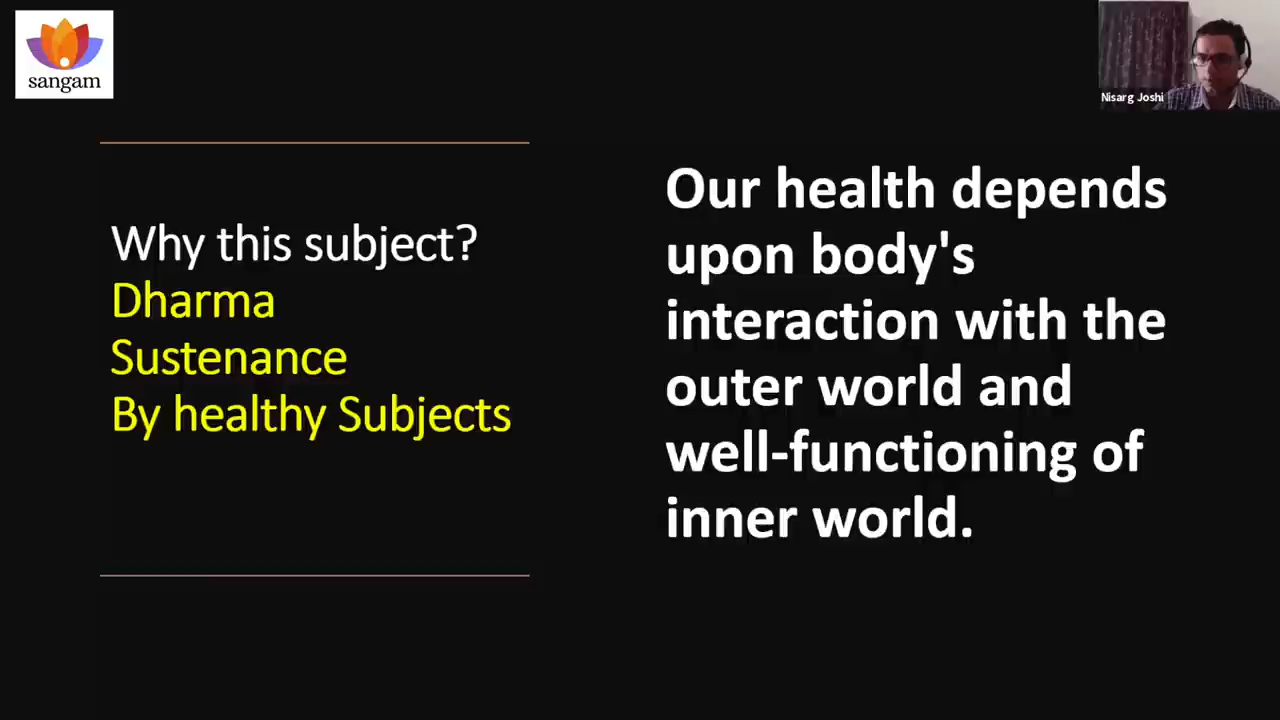 sangam
Nisarg Joshi
Why this subject?
Dharma
Sustenance
By healthy Subjects
Our health depends
upon body's
interaction with the
outer world and
well-functioning of
inner world.